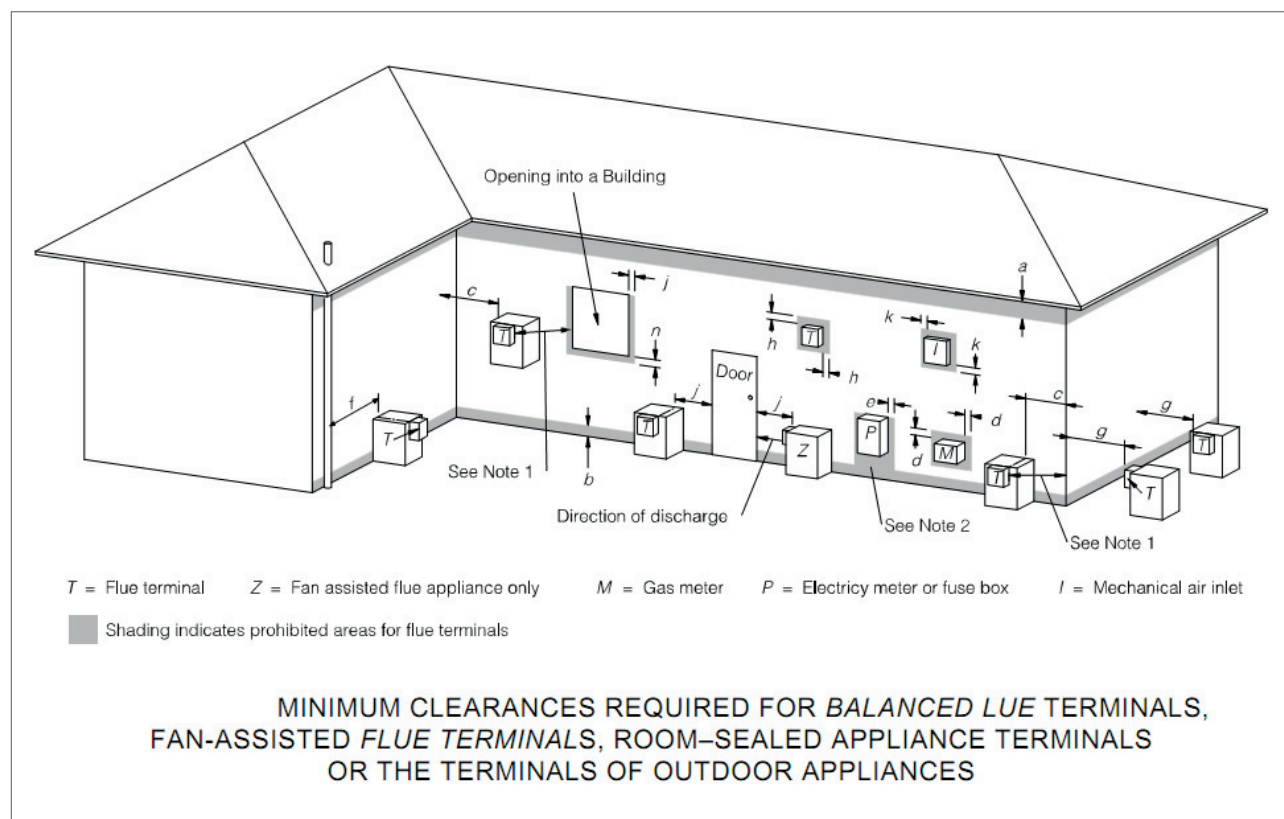 Opening into a Building
a
j
c
k
n
h
T
T
I
k
h
Door
e
c
j
j
d
g
f
T
P
g
T
Z
d
M
T
T
See Note 1
b
T
Direction of discharge
See Note 2
See Note 1
T = Flue terminal Z = Fan assisted flue appliance only M = Gas meter P = Electricy meter or fuse box I = Mechanical air inlet
Shading indicates prohibited areas for flue terminals
MINIMUM CLEARANCES REQUIRED FOR BALANCED LUE TERMINALS,
FAN-ASSISTED FLUE TERMINALS, ROOM–SEALED APPLIANCE TERMINALS
OR THE TERMINALS OF OUTDOOR APPLIANCES